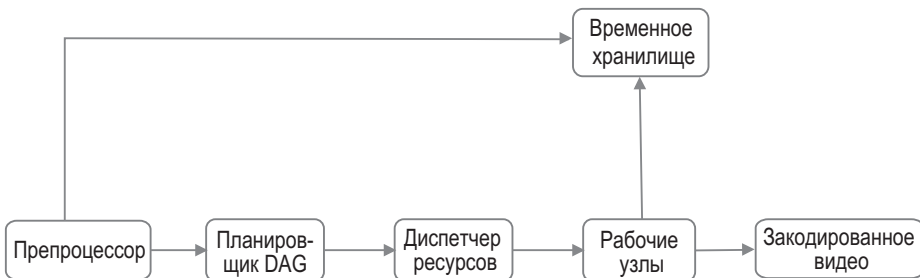 Временное
хранилище
Препроцессор
Планиров-
щик DAG
Диспетчер
ресурсов
Рабочие
узлы
Закодированное
видео